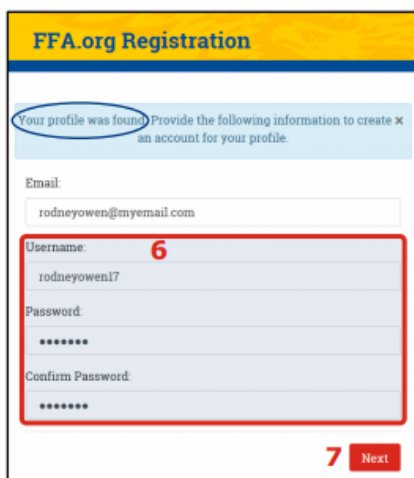 FFA.org Registration
Your profile was found. Provide the following information to create ×
an account for your profile.
Email:
rodneyowen@myemail.com
Username:
6
rodneyowen17
Password:
•••••••
Confirm Password:
•••••••
7
Next